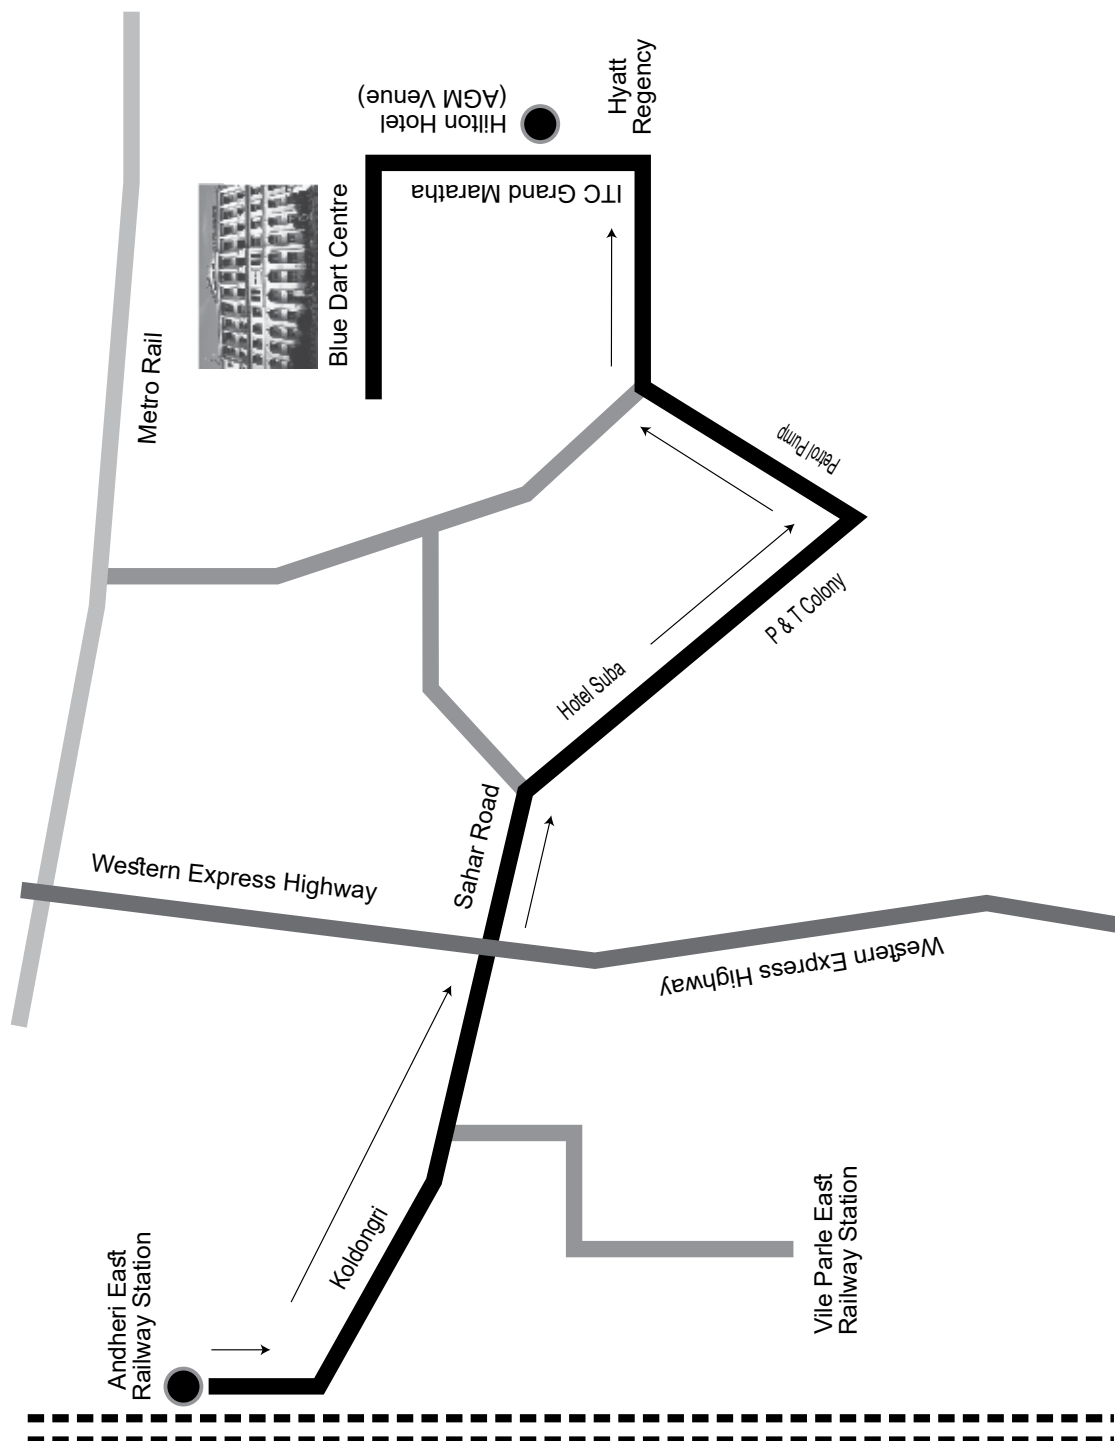 Hilton Hotel
(AGM Venue)
Hyatt
Regency
ITC Grand Maratha
Blue Dart Centre
Metro Rail
Petrol Pump
P & T Colony
Hotel Suba
Sahar Road
Western Express Highway
Western Express Highway
Koldongri
Andheri East
Railway Station
Vile Parle East
Railway Station